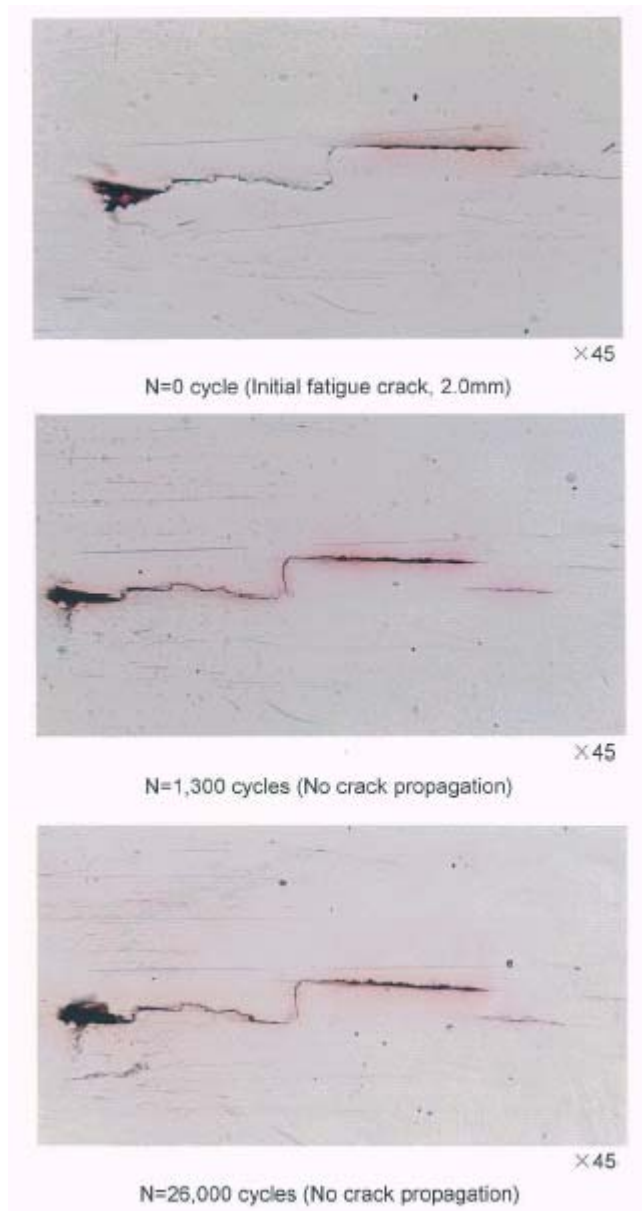 ×45
N=0 cycle (Initial fatigue crack, 2.0mm)
×45
N=1,300 cycles (No crack propagation)
×45
N=26,000 cycles (No crack propagation)